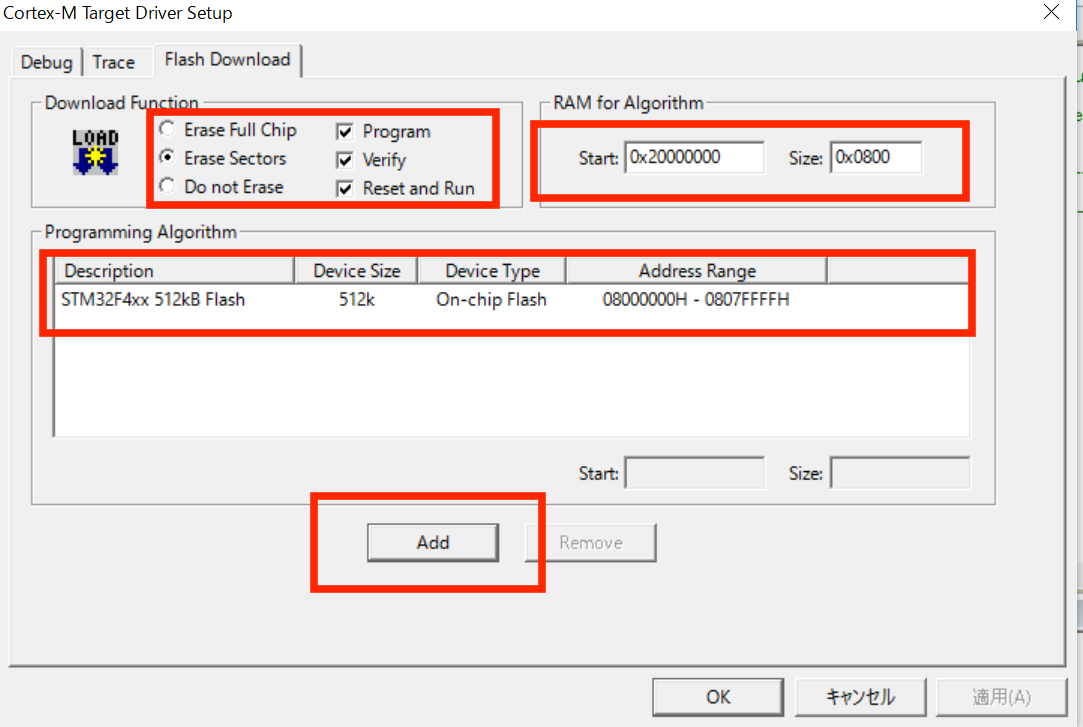 Cortex-M Target Driver Setup
Debug Trace Flash Download
Download Function
LOAD
Erase Full Chip Program
Erase Sectors Verify
Do not Erase Reset and Run
RAM for Algorithm
Start: 0x20000000 Size: 0x0800
Programming Algorithm
Description Device Size Device Type Address Range
STM32F4xx 512kB Flash 512k On-chip Flash 08000000H - 0807FFFFH
Start: Size:
Add Remove
OK キャンセル 適用(A)